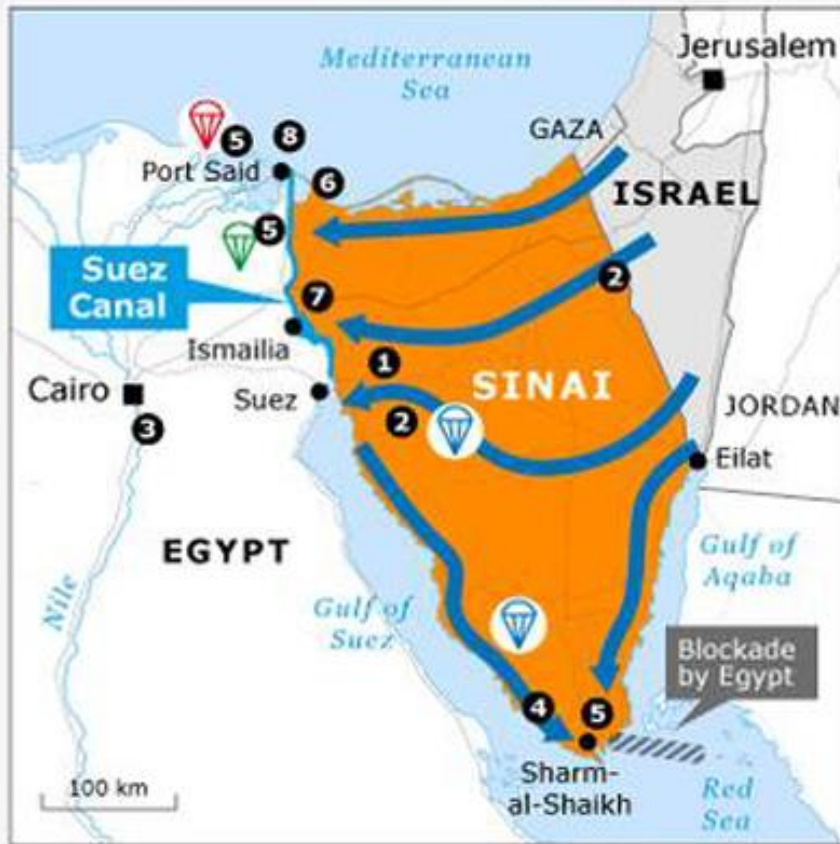 Mediterranean
Sea
Jerusalem
GAZA
5
8
Port Said
6
ISRAEL
5
Suez
Canal
2
7
Ismailia
1
SINAI
Cairo
Suez
2
JORDAN
3
Eilat
EGYPT
Gulf of
Aqaba
Nile
Gulf of
Suez
Blockade
by Egypt
4
5
100 km
Sharm-
al-Shaikh
Red
Sea